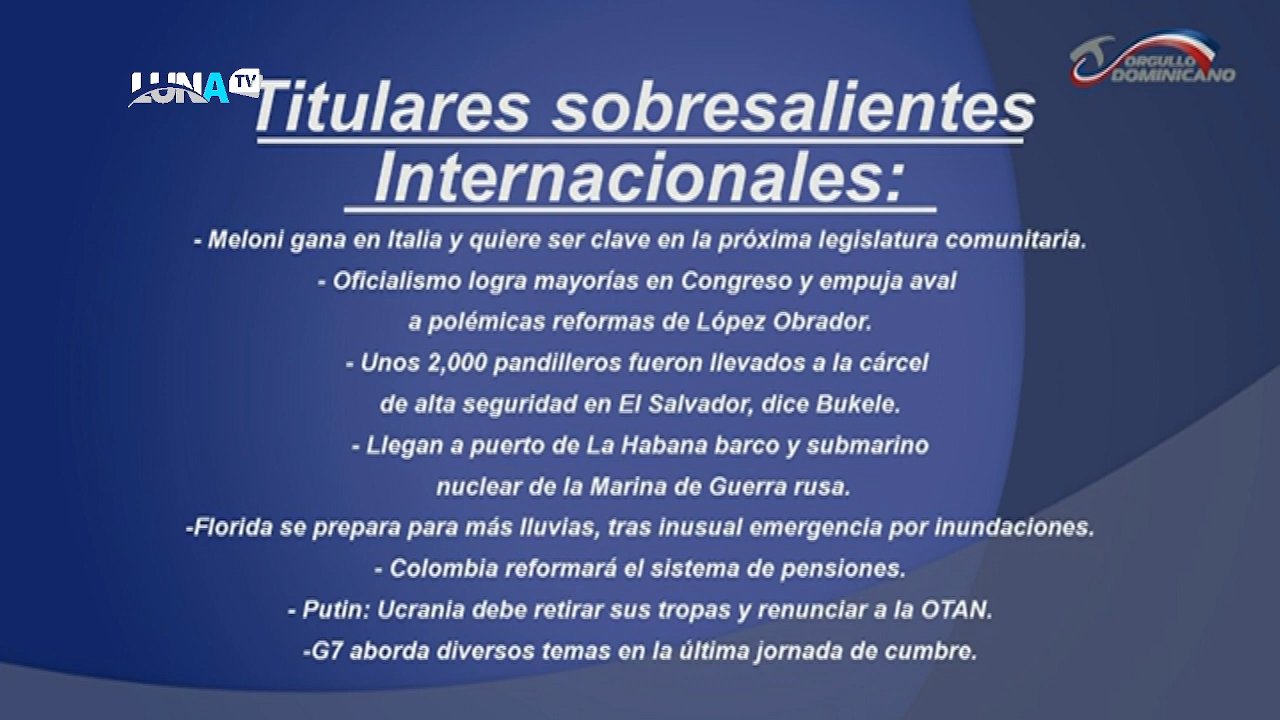 LUNA TV
ORGULLO
DOMINICANO
Titulares sobresalientes
Internacionales:
- Meloni gana en Italia y quiere ser clave en la próxima legislatura comunitaria.
- Oficialismo logra mayorías en Congreso y empuja aval
a polémicas reformas de López Obrador.
- Unos 2,000 pandilleros fueron llevados a la cárcel
de alta seguridad en El Salvador, dice Bukele.
- Llegan a puerto de La Habana barco y submarino
nuclear de la Marina de Guerra rusa.
-Florida se prepara para más lluvias, tras inusual emergencia por inundaciones.
- Colombia reformará el sistema de pensiones.
- Putin: Ucrania debe retirar sus tropas y renunciar a la OTAN.
-G7 aborda diversos temas en la última jornada de cumbre.